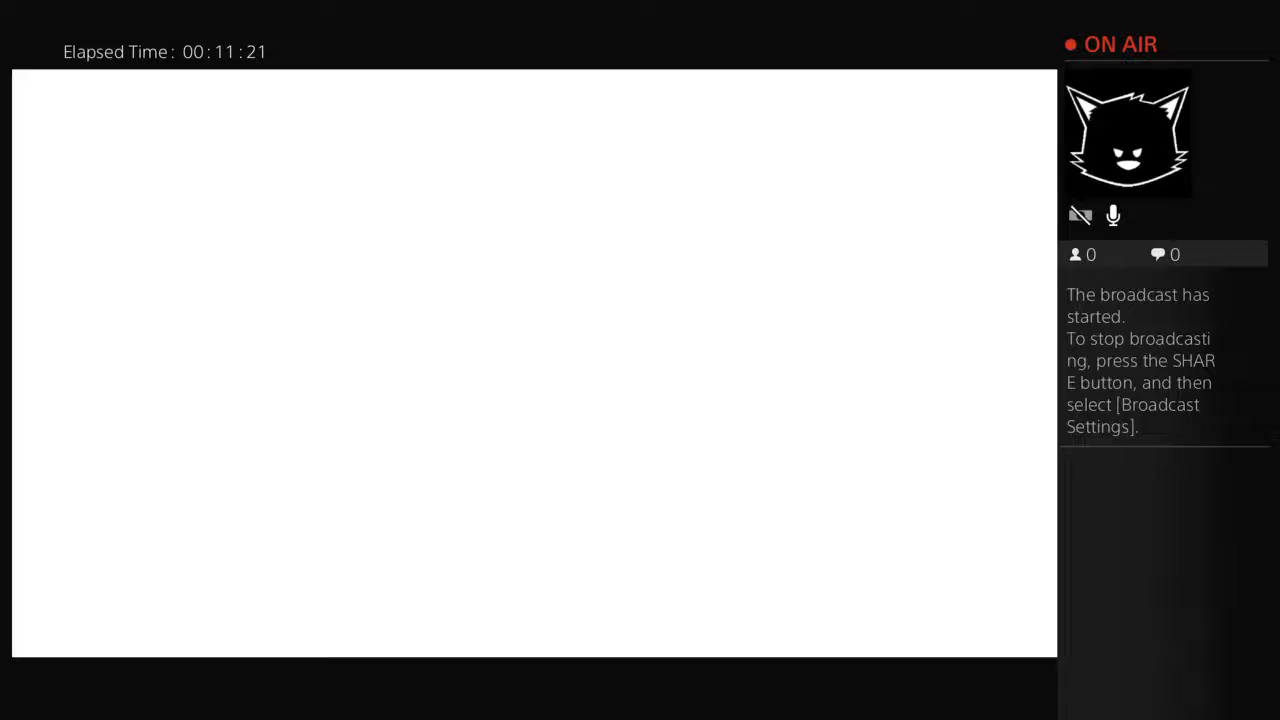 Elapsed Time: 00:11:21
ON AIR
0 0
The broadcast has
started.
To stop broadcasti
ng, press the SHAR
E button, and then
select [Broadcast
Settings].